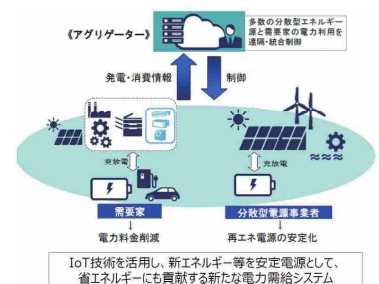 《アグリゲーター》
多数の分散型エネルギー
源と需要家の電力利用を
遠隔・統合制御
発電・消費情報
制御
充放電
充放電
需要家
分散型電源事業者
電力料金削減
再エネ電源の安定化
IoT技術を活用し、新エネルギー等を安定電源として、
省エネルギーにも貢献する新たな電力需給システム